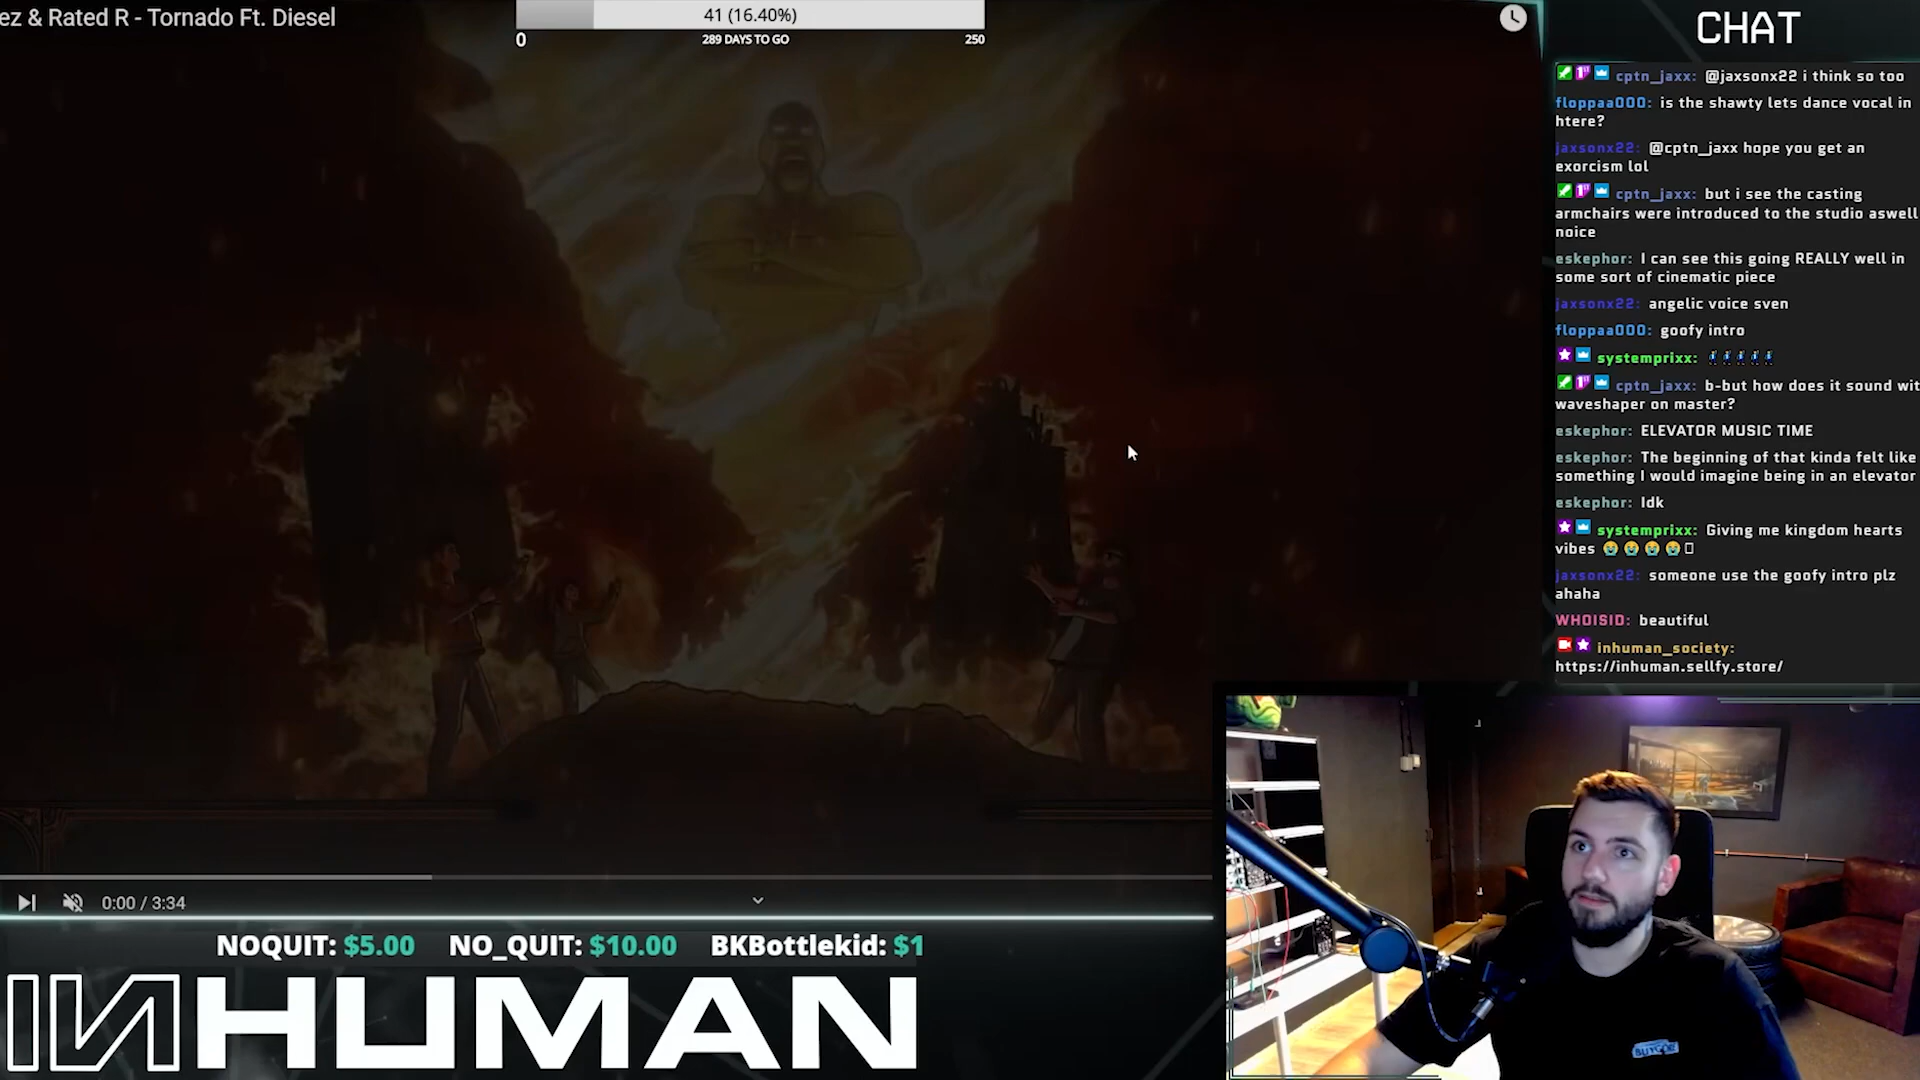 ez & Rated R - Tornado Ft. Diesel
41 (16.40%)
0
289 DAYS TO GO
250
CHAT
cptn_jaxx: @jaxsonx22 i think so too
floppaa000: is the shawty lets dance vocal in
htere?
jaxsonx22: @cptn_jaxx hope you get an
exorcism lol
cptn_jaxx: but i see the casting
armchairs were introduced to the studio aswell
noice
eskephor: I can see this going REALLY well in
some sort of cinematic piece
jaxsonx22: angelic voice sven
floppaa000: goofy intro
systemprixx:
cptn_jaxx: b-but how does it sound wit
waveshaper on master?
eskephor: ELEVATOR MUSIC TIME
eskephor: The beginning of that kinda felt like
something I would imagine being in an elevator
eskephor: Idk
systemprixx: Giving me kingdom hearts
vibes 😭😭😭😭
jaxsonx22: someone use the goofy intro plz
ahaha
WHOISID: beautiful
inhuman_society:
https://inhuman.sellfy.store/
0:00 / 3:34
NOQUIT: $5.00 NO_QUIT: $10.00 BKBottlekid: $1
INHUMAN